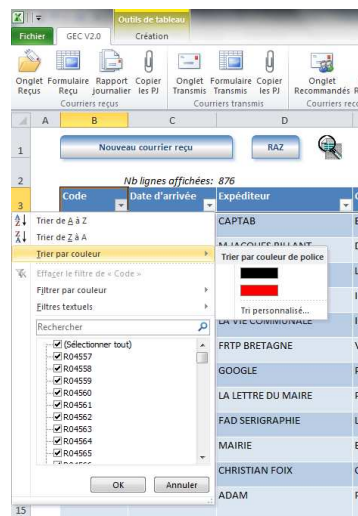 Outils de tableau
Fichier GEC V2.0 Création
Onglet Reçus
Formulaire Reçu
Rapport journalier
Copier les PJ
Onglet Transmis
Formulaire Transmis
Copier les PJ
Onglet Recommandés
Courriers reçus Courriers transmis Courriers reco
A B C D
1 Nouveau courrier reçu RAZ
2 Nb lignes affichées: 876
3 Code Date d'arrivée Expéditeur
Trier de A à Z CAPTAB
Trier de Z à A M JACQUES BILLANT
Trier par couleur Trier par couleur de police
Effacer le filtre de « Code »
Filtrer par couleur
Filtres textuels Tri personnalisé...
Rechercher LA VIE COMMUNALE
(Sélectionner tout)
R04557 FRTP BRETAGNE
R04558
R04559 GOOGLE
R04560
R04561 LA LETTRE DU MAIRE
R04562
R04563 FAD SERIGRAPHIE
R04564
R04565 MAIRIE
R04566
OK Annuler CHRISTIAN FOIX
ADAM
15